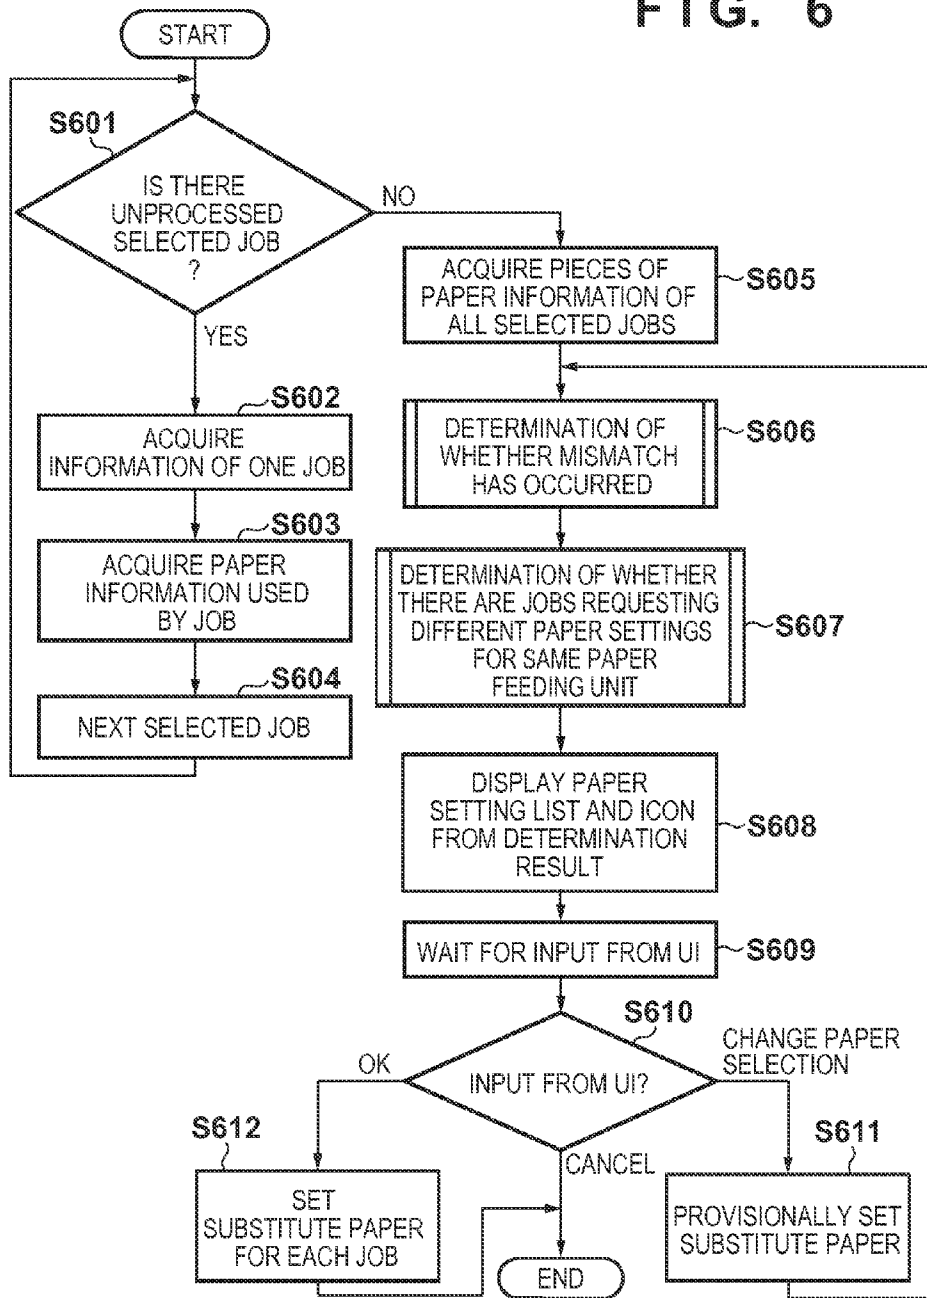 FIG. 6
START
S601
IS THERE
UNPROCESSED
SELECTED JOB
?
NO
YES
S602
ACQUIRE
INFORMATION OF ONE JOB
S603
ACQUIRE PAPER
INFORMATION USED
BY JOB
S604
NEXT SELECTED JOB
ACQUIRE PIECES OF
PAPER INFORMATION OF
ALL SELECTED JOBS
S605
DETERMINATION OF
WHETHER MISMATCH
HAS OCCURRED
S606
DETERMINATION OF WHETHER
THERE ARE JOBS REQUESTING
DIFFERENT PAPER SETTINGS
FOR SAME PAPER
FEEDING UNIT
S607
DISPLAY PAPER
SETTING LIST AND ICON
FROM DETERMINATION
RESULT
S608
WAIT FOR INPUT FROM UI
S609
S610
INPUT FROM UI?
OK
CHANGE PAPER
SELECTION
CANCEL
S612
SET
SUBSTITUTE PAPER
FOR EACH JOB
S611
PROVISIONALLY SET
SUBSTITUTE PAPER
END